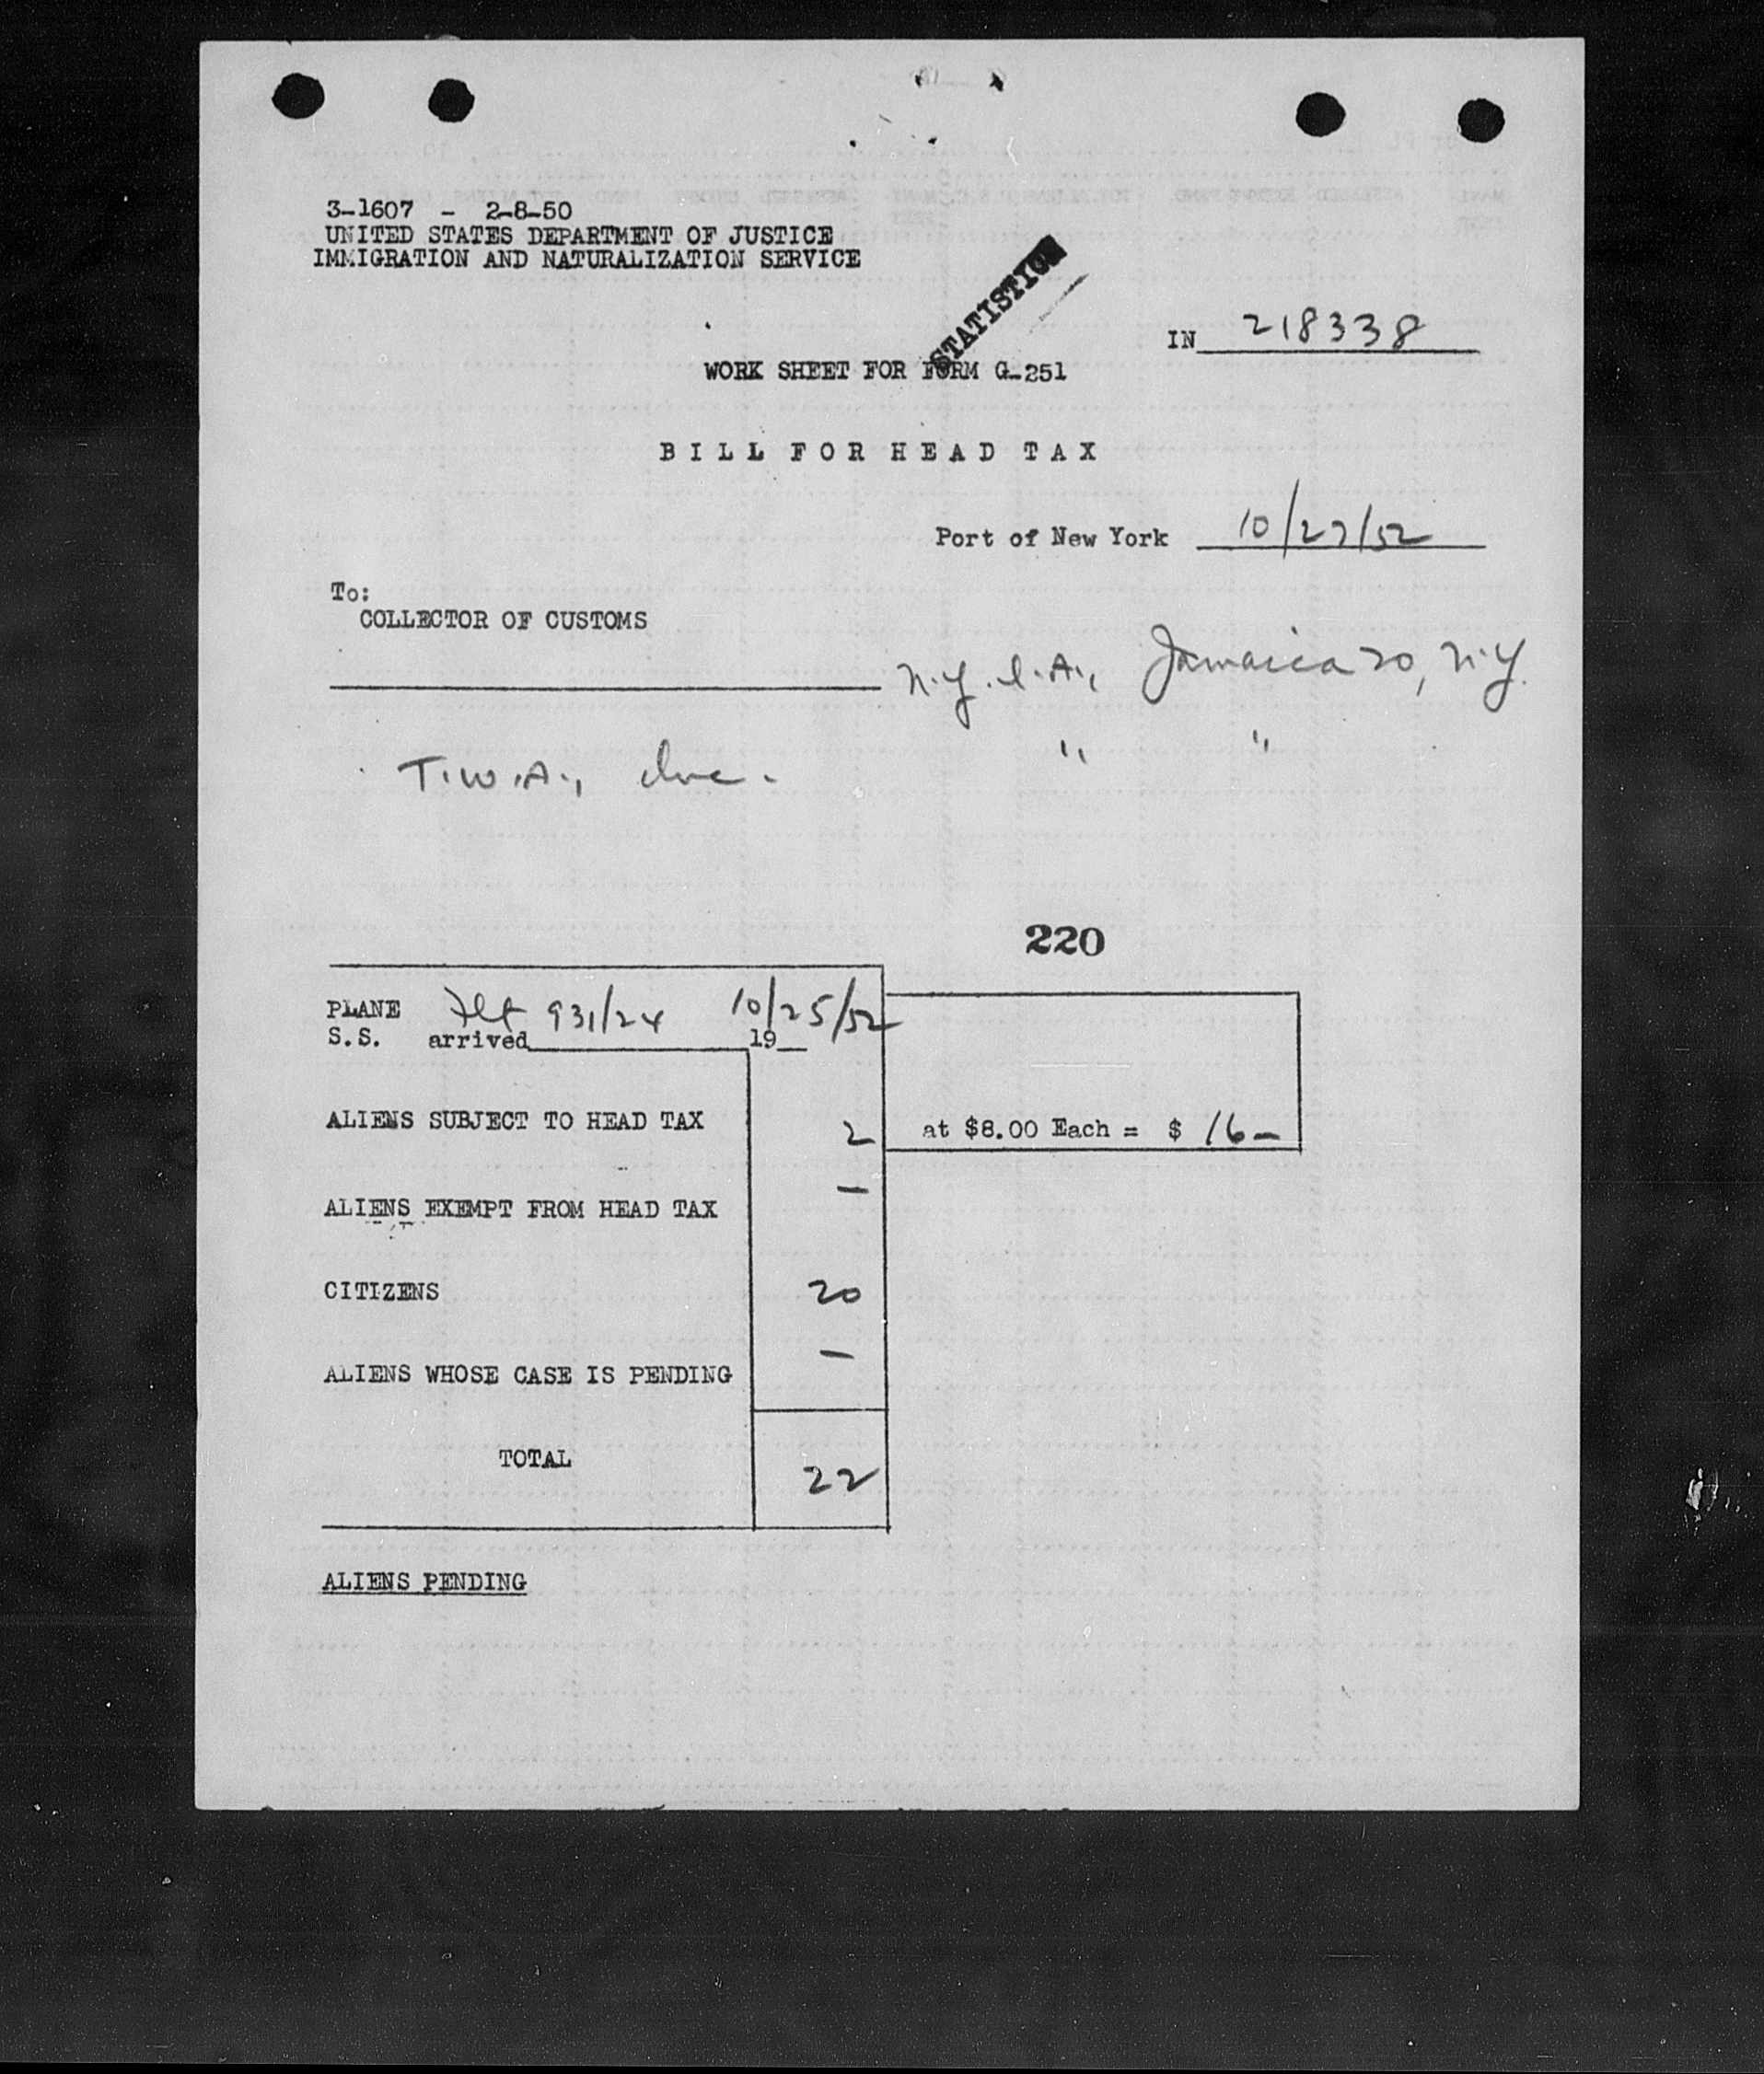 3-1607 - 2-8-50
UNITED STATES DEPARTMENT OF JUSTICE
IMMIGRATION AND NATURALIZATION SERVICE
STATISTICS
IN 218338
WORK SHEET FOR FORM G-251
BILL FOR HEAD TAX
Port of New York 10/27/52
To:
COLLECTOR OF CUSTOMS
N.Y.I.A., Jamaica 20, N.Y.
T.W.A., Inc. " "
220
PLANE Flt 931/24 10/25/52
S.S. arrived 19
ALIENS SUBJECT TO HEAD TAX 2 at $8.00 Each = $ 16-
ALIENS EXEMPT FROM HEAD TAX -
CITIZENS 20
ALIENS WHOSE CASE IS PENDING -
TOTAL 22
ALIENS PENDING